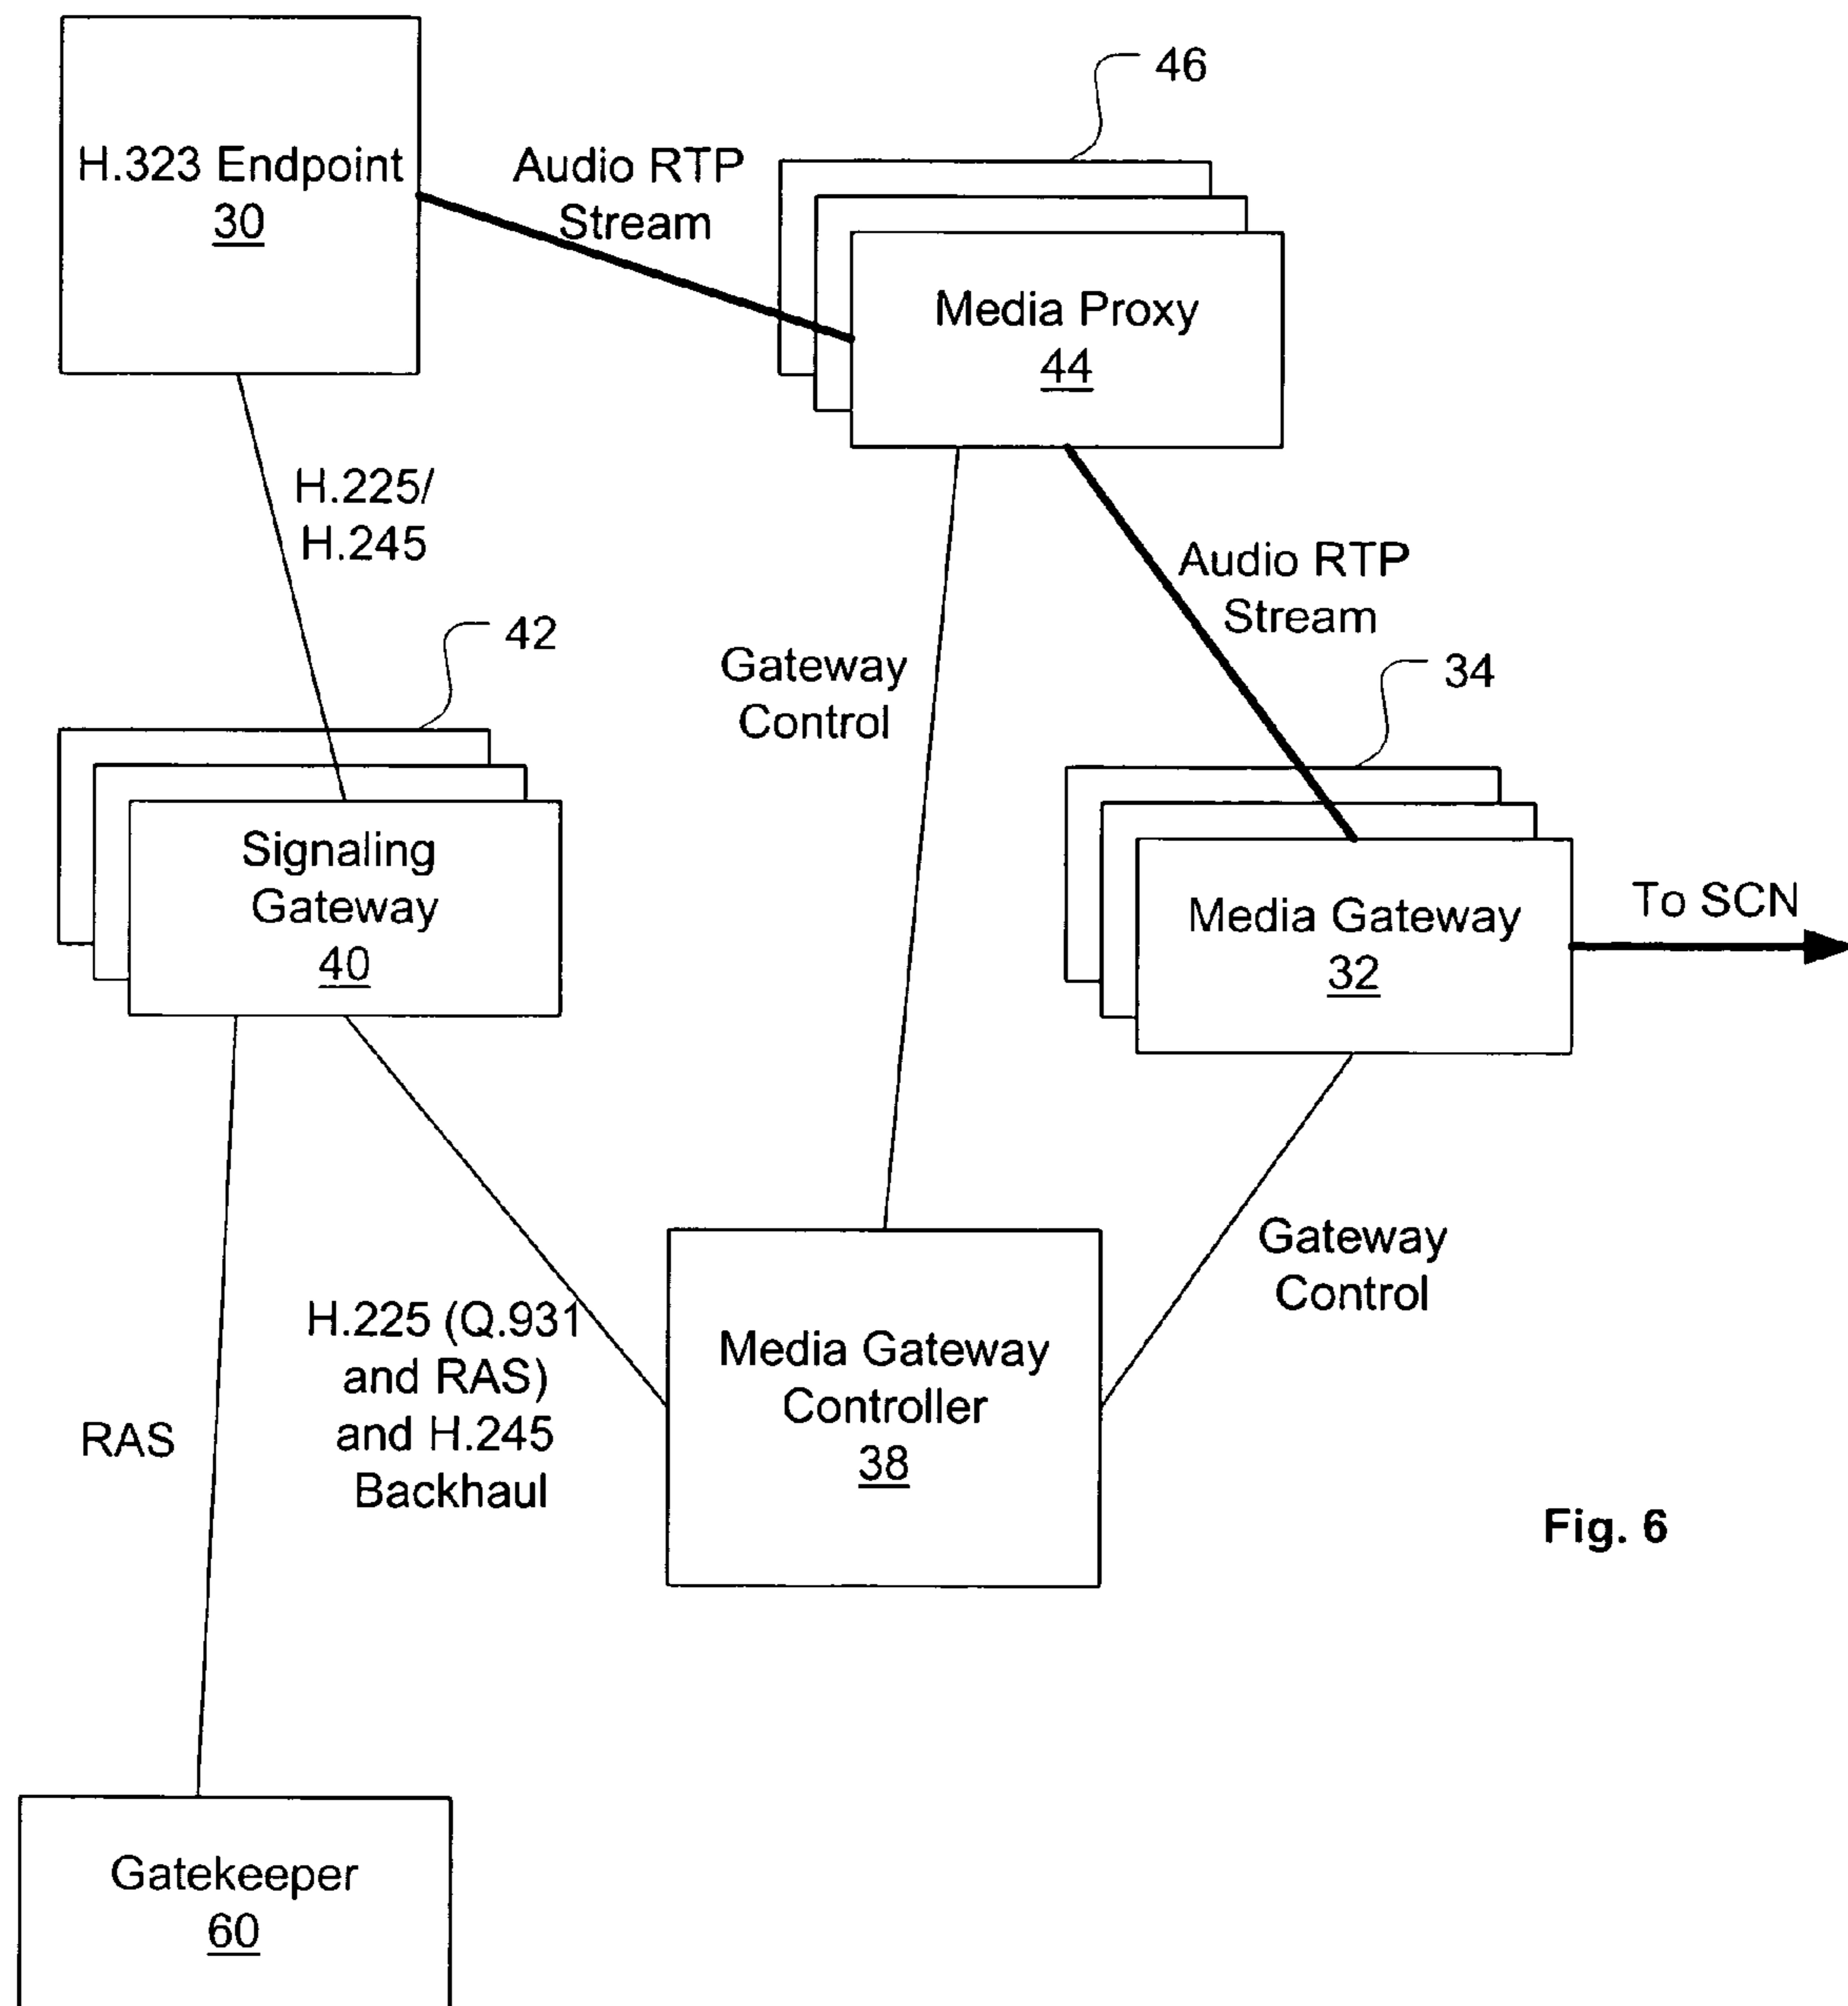 46
H.323 Endpoint
30
Audio RTP
Stream
Media Proxy
44
H.225/
H.245
Audio RTP
Stream
42
Gateway
Control
34
Signaling
Gateway
40
Media Gateway
32
To SCN
Gateway
Control
H.225 (Q.931
and RAS)
and H.245
Backhaul
Media Gateway
Controller
38
RAS
Fig. 6
Gatekeeper
60